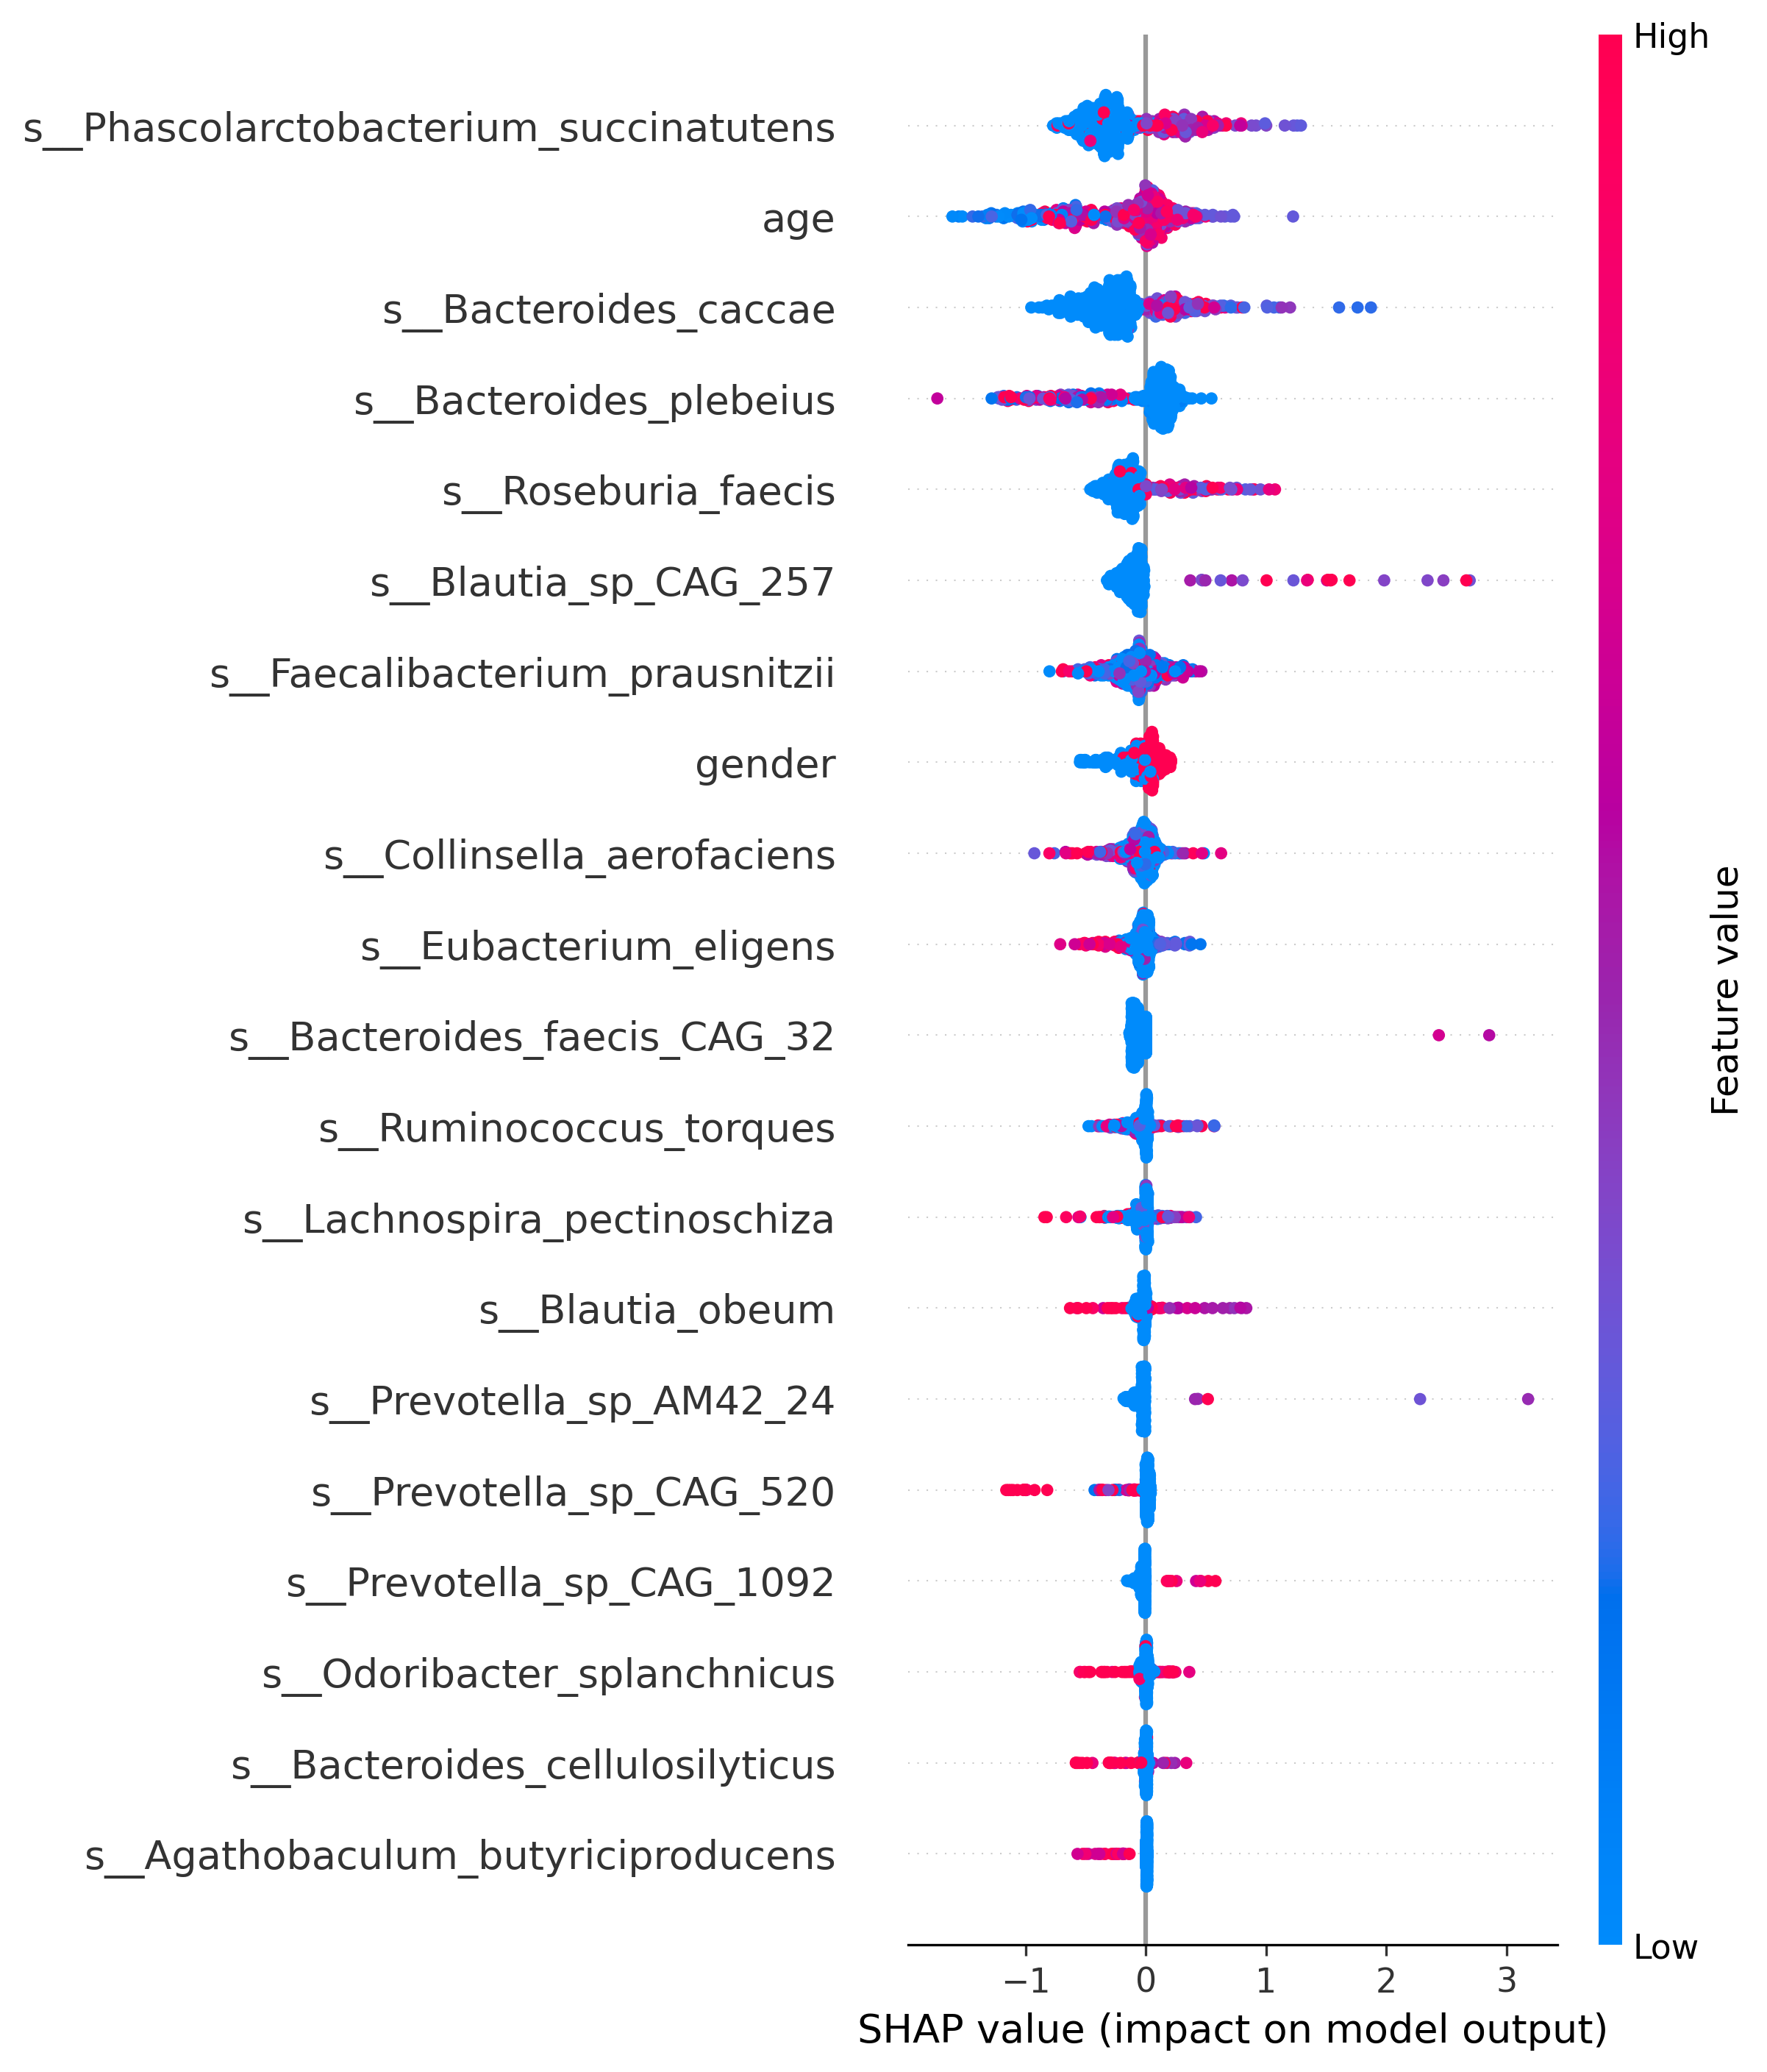 High
s__Phascolarctobacterium_succinatutens
age
s__Bacteroides_caccae
s__Bacteroides_plebeius
s__Roseburia_faecis
s__Blautia_sp_CAG_257
s__Faecalibacterium_prausnitzii
gender
s__Collinsella_aerofaciens
s__Eubacterium_eligens
s__Bacteroides_faecis_CAG_32
s__Ruminococcus_torques
s__Lachnospira_pectinoschiza
s__Blautia_obeum
s__Prevotella_sp_AM42_24
s__Prevotella_sp_CAG_520
s__Prevotella_sp_CAG_1092
s__Odoribacter_splanchnicus
s__Bacteroides_cellulosilyticus
s__Agathobaculum_butyriciproducens
Feature value
Low
−1 0 1 2 3
SHAP value (impact on model output)